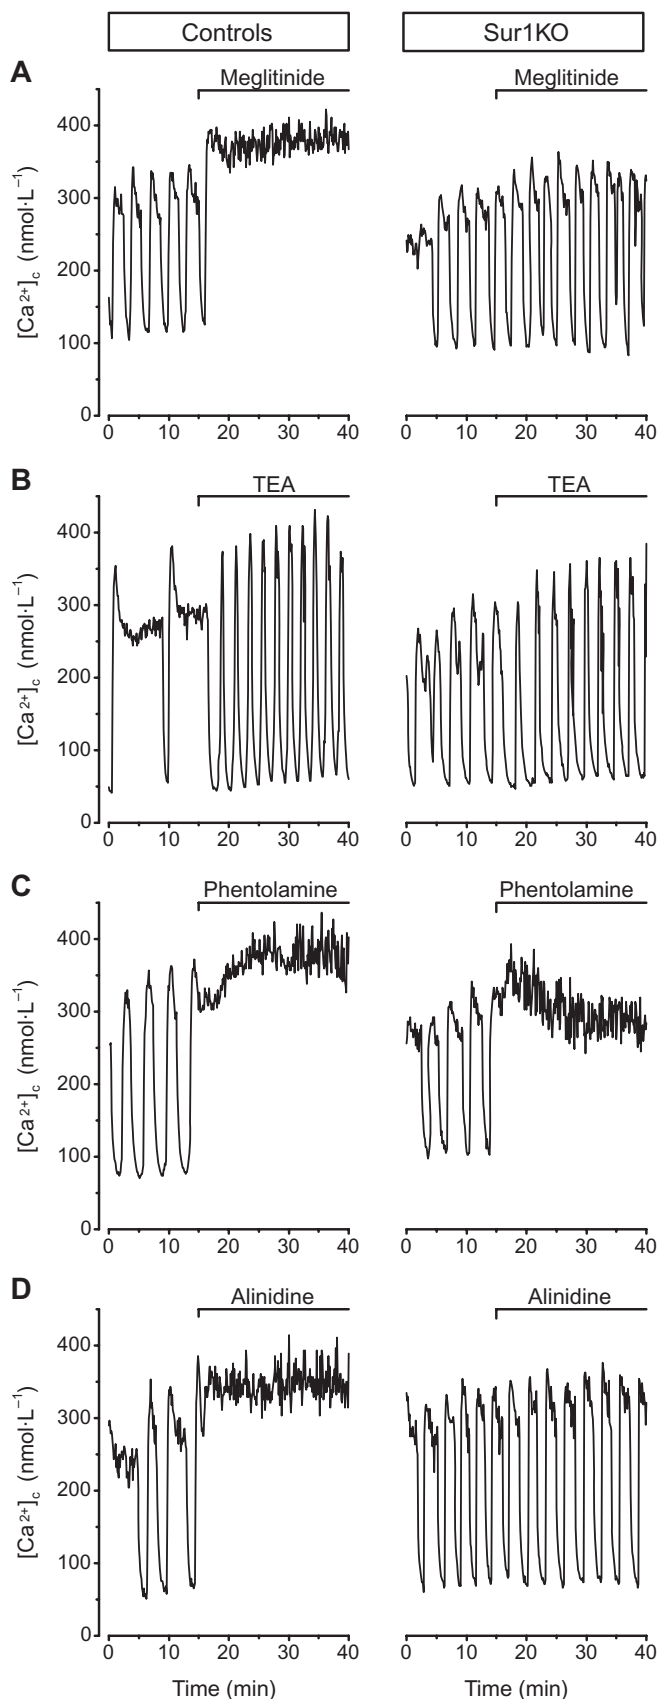 Controls Sur1KO
A
Meglitinide Meglitinide
[Ca²⁺]c (nmol·L⁻¹)
400
300
200
100
0
0 10 20 30 40 0 10 20 30 40
B
TEA TEA
[Ca²⁺]c (nmol·L⁻¹)
400
300
200
100
0
0 10 20 30 40 0 10 20 30 40
C
Phentolamine Phentolamine
[Ca²⁺]c (nmol·L⁻¹)
400
300
200
100
0
0 10 20 30 40 0 10 20 30 40
D
Alinidine Alinidine
[Ca²⁺]c (nmol·L⁻¹)
400
300
200
100
0
0 10 20 30 40 0 10 20 30 40
Time (min) Time (min)